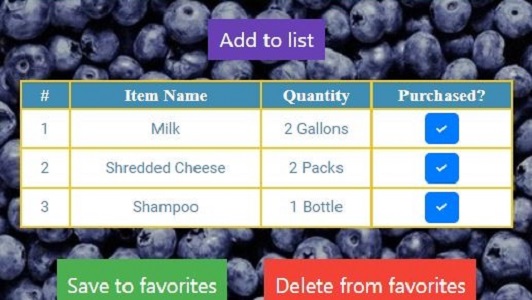 Add to list
# Item Name Quantity Purchased?
1 Milk 2 Gallons
2 Shredded Cheese 2 Packs
3 Shampoo 1 Bottle
Save to favorites Delete from favorites